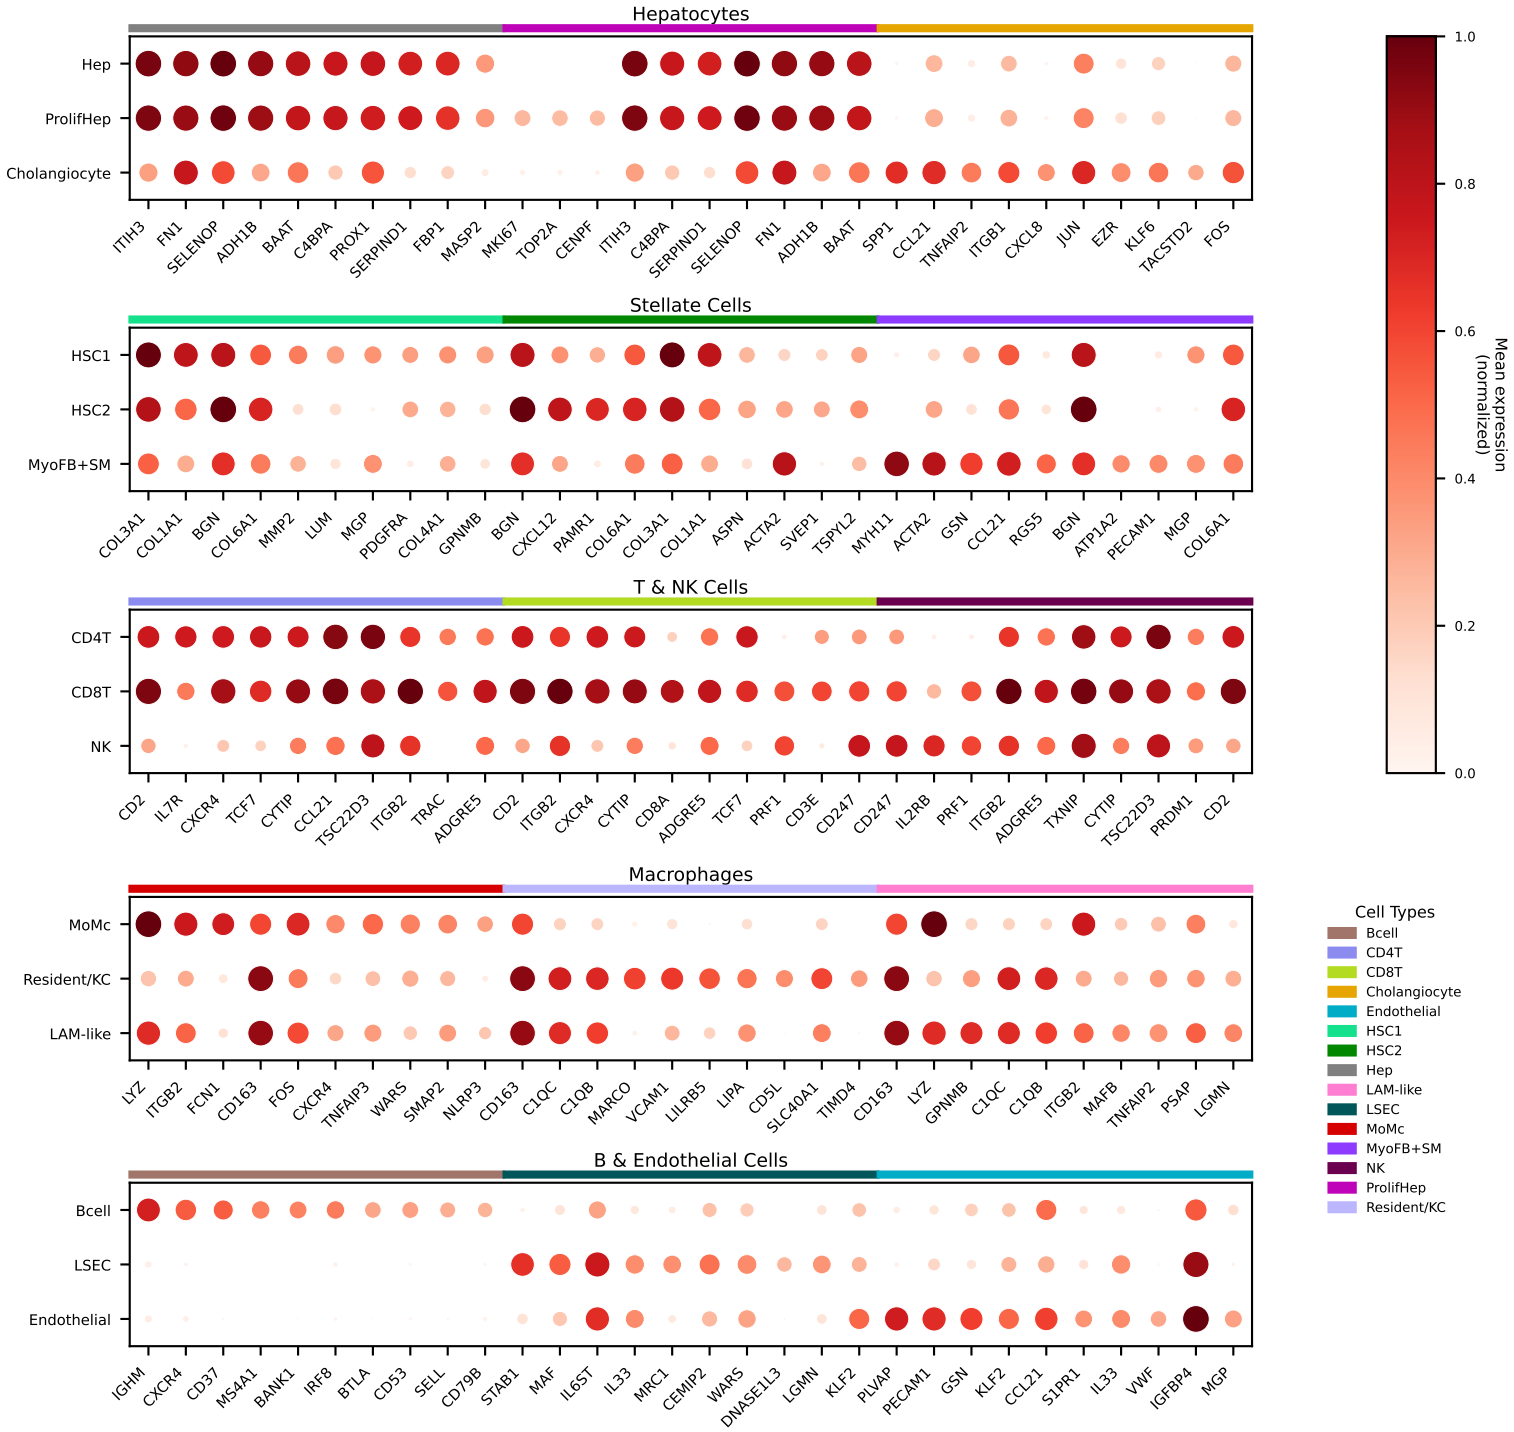 Hepatocytes
Hep
ProlifHep
Cholangiocyte
ITIH3 FN1 SELENOP ADH1B BAAT C4BPA PROX1 SERPIND1 FBP1 MASP2 MKI67 TOP2A CENPF ITIH3 C4BPA SERPIND1 SELENOP FN1 ADH1B BAAT SPP1 CCL21 TNFAIP2 ITGB1 CXCL8 JUN EZR KLF6 TACSTD2 FOS
Stellate Cells
HSC1
HSC2
MyoFB+SM
COL3A1 COL1A1 BGN COL6A1 MMP2 LUM MGP PDGFRA COL4A1 GPNMB BGN CXCL12 PAMR1 COL6A1 COL3A1 COL1A1 ASPN ACTA2 SVEP1 TSPYL2 MYH11 ACTA2 GSN CCL21 RGS5 BGN ATP1A2 PECAM1 MGP COL6A1
T & NK Cells
CD4T
CD8T
NK
CD2 IL7R CXCR4 TCF7 CYTIP CCL21 TSC22D3 ITGB2 TRAC ADGRE5 CD2 ITGB2 CXCR4 CYTIP CD8A ADGRE5 TCF7 PRF1 CD3E CD247 CD247 IL2RB PRF1 ITGB2 ADGRE5 TXNIP CYTIP TSC22D3 PRDM1 CD2
Macrophages
MoMc
Resident/KC
LAM-like
LYZ ITGB2 FCN1 CD163 FOS CXCR4 TNFAIP3 WARS SMAP2 NLRP3 CD163 C1QC C1QB MARCO VCAM1 LILRB5 LIPA CD5L SLC40A1 TIMD4 CD163 LYZ GPNMB C1QC C1QB ITGB2 MAFB TNFAIP2 PSAP LGMN
B & Endothelial Cells
Bcell
LSEC
Endothelial
IGHM CXCR4 CD37 MS4A1 BANK1 IRF8 BTLA CD53 SELL CD79B STAB1 MAF IL6ST IL33 MRC1 CEMIP2 WARS DNASE1L3 LGMN KLF2 PLVAP PECAM1 GSN KLF2 CCL21 S1PR1 IL33 VWF IGFBP4 MGP
1.0
0.8
0.6
0.4
0.2
0.0
Mean expression
(normalized)
Cell Types
Bcell
CD4T
CD8T
Cholangiocyte
Endothelial
HSC1
HSC2
Hep
LAM-like
LSEC
MoMc
MyoFB+SM
NK
ProlifHep
Resident/KC